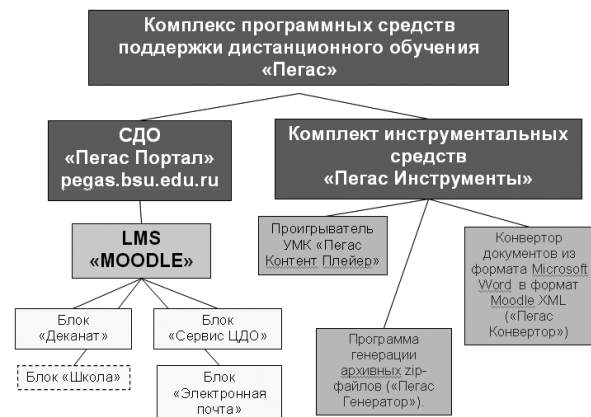 Комплекс программных средств
поддержки дистанционного обучения
«Пегас»
СДО
«Пегас Портал»
pegas.bsu.edu.ru
Комплект инструментальных
средств
«Пегас Инструменты»
LMS
«MOODLE»
Проигрыватель
УМК «Пегас
Контент Плейер»
Конвертор
документов из
формата Microsoft
Word в формат
Moodle XML
(«Пегас
Конвертор»)
Блок
«Деканат»
Блок
«Сервис ЦДО»
Программа
генерации
архивных zip-
файлов («Пегас
Генератор»).
Блок «Школа»
Блок
«Электронная
почта»